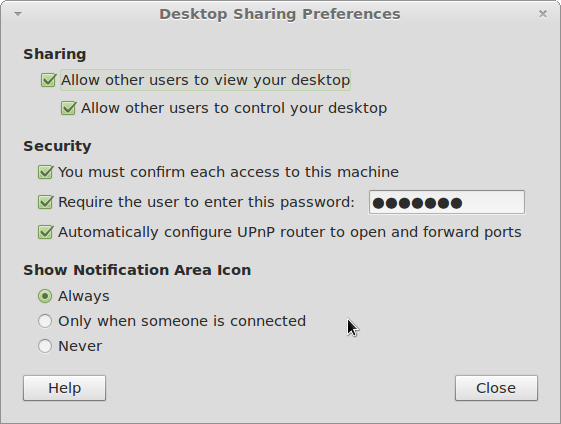 Desktop Sharing Preferences
Sharing
Allow other users to view your desktop
Allow other users to control your desktop
Security
You must confirm each access to this machine
Require the user to enter this password: ●●●●●●●
Automatically configure UPnP router to open and forward ports
Show Notification Area Icon
Always
Only when someone is connected
Never
Help Close